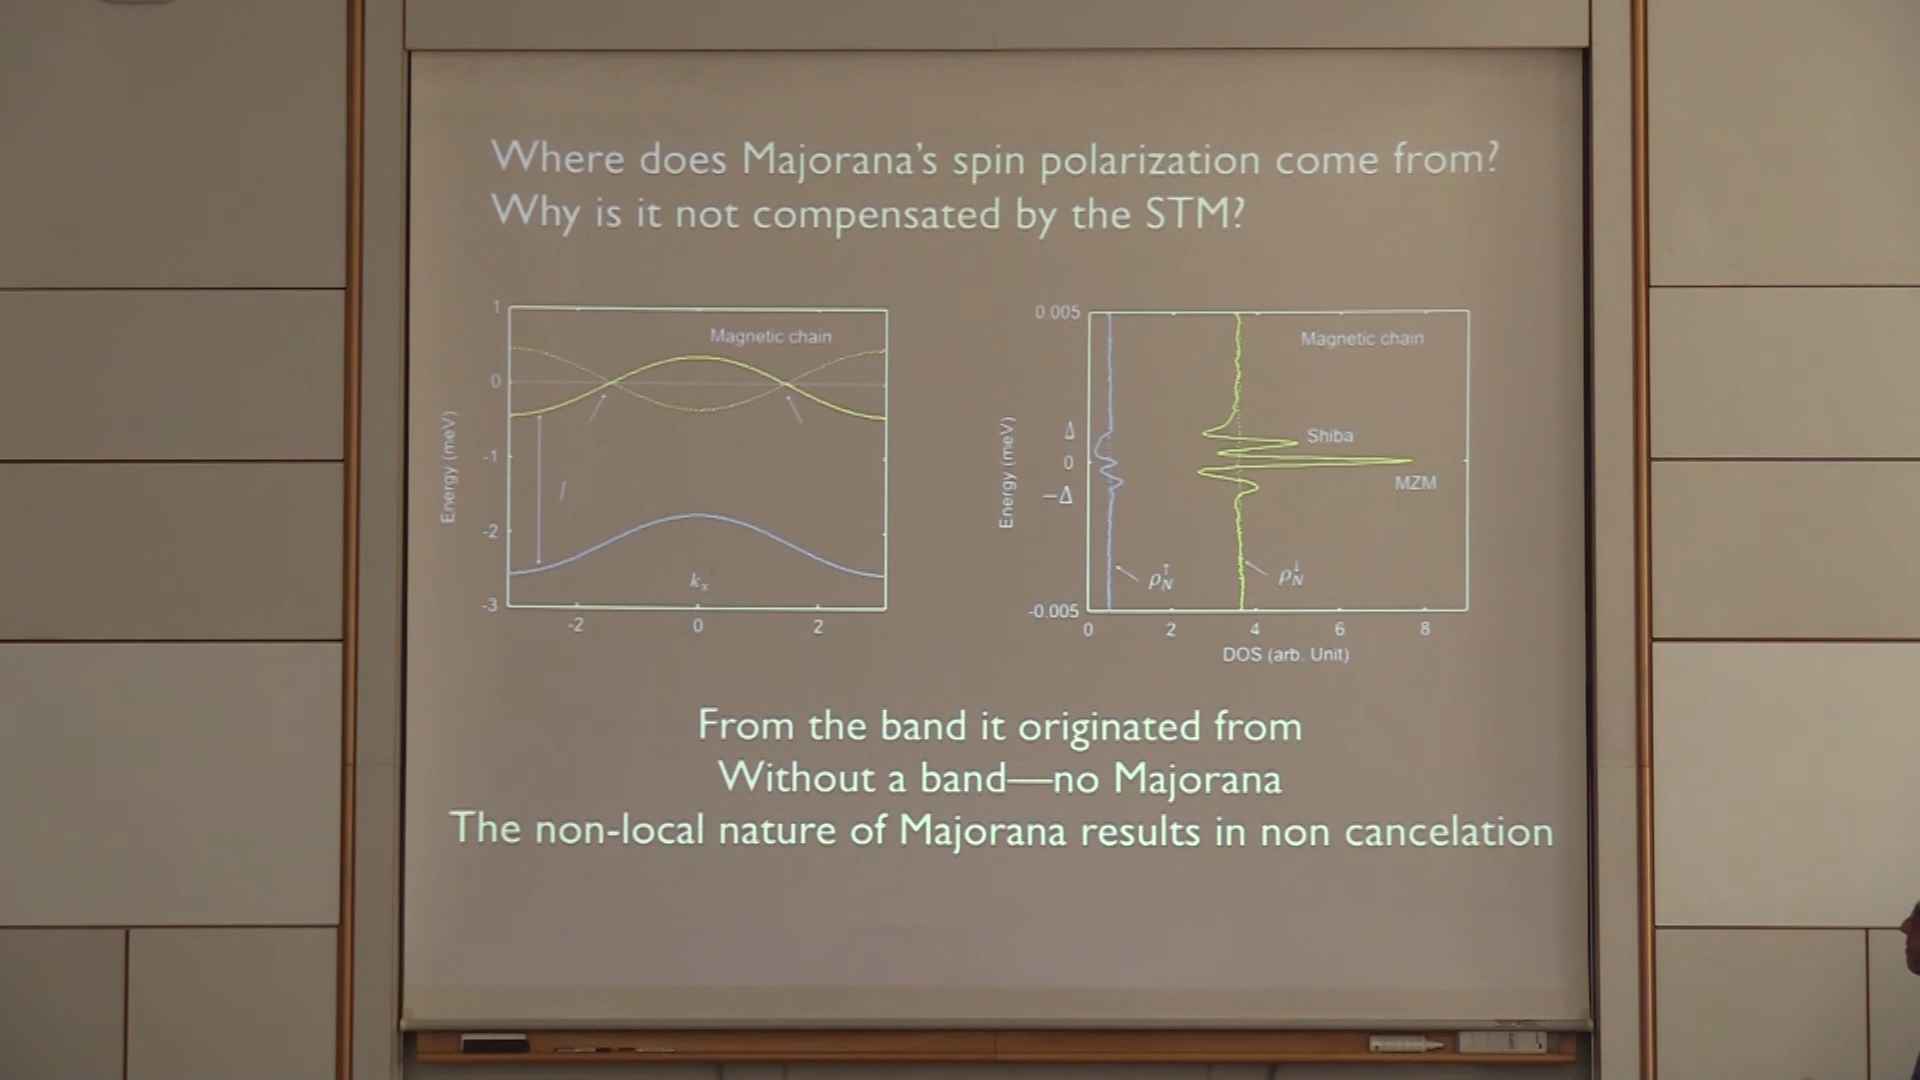 Where does Majorana's spin polarization come from?
Why is it not compensated by the STM?
1
0
-1
-2
-3
Energy (meV)
Magnetic chain
J
kₓ
-2 0 2
0.005
Δ
0
−Δ
-0.005
Energy (meV)
Magnetic chain
Shiba
MZM
ρ_N^↑
ρ_N^↓
0 2 4 6 8
DOS (arb. Unit)
From the band it originated from
Without a band—no Majorana
The non-local nature of Majorana results in non cancelation